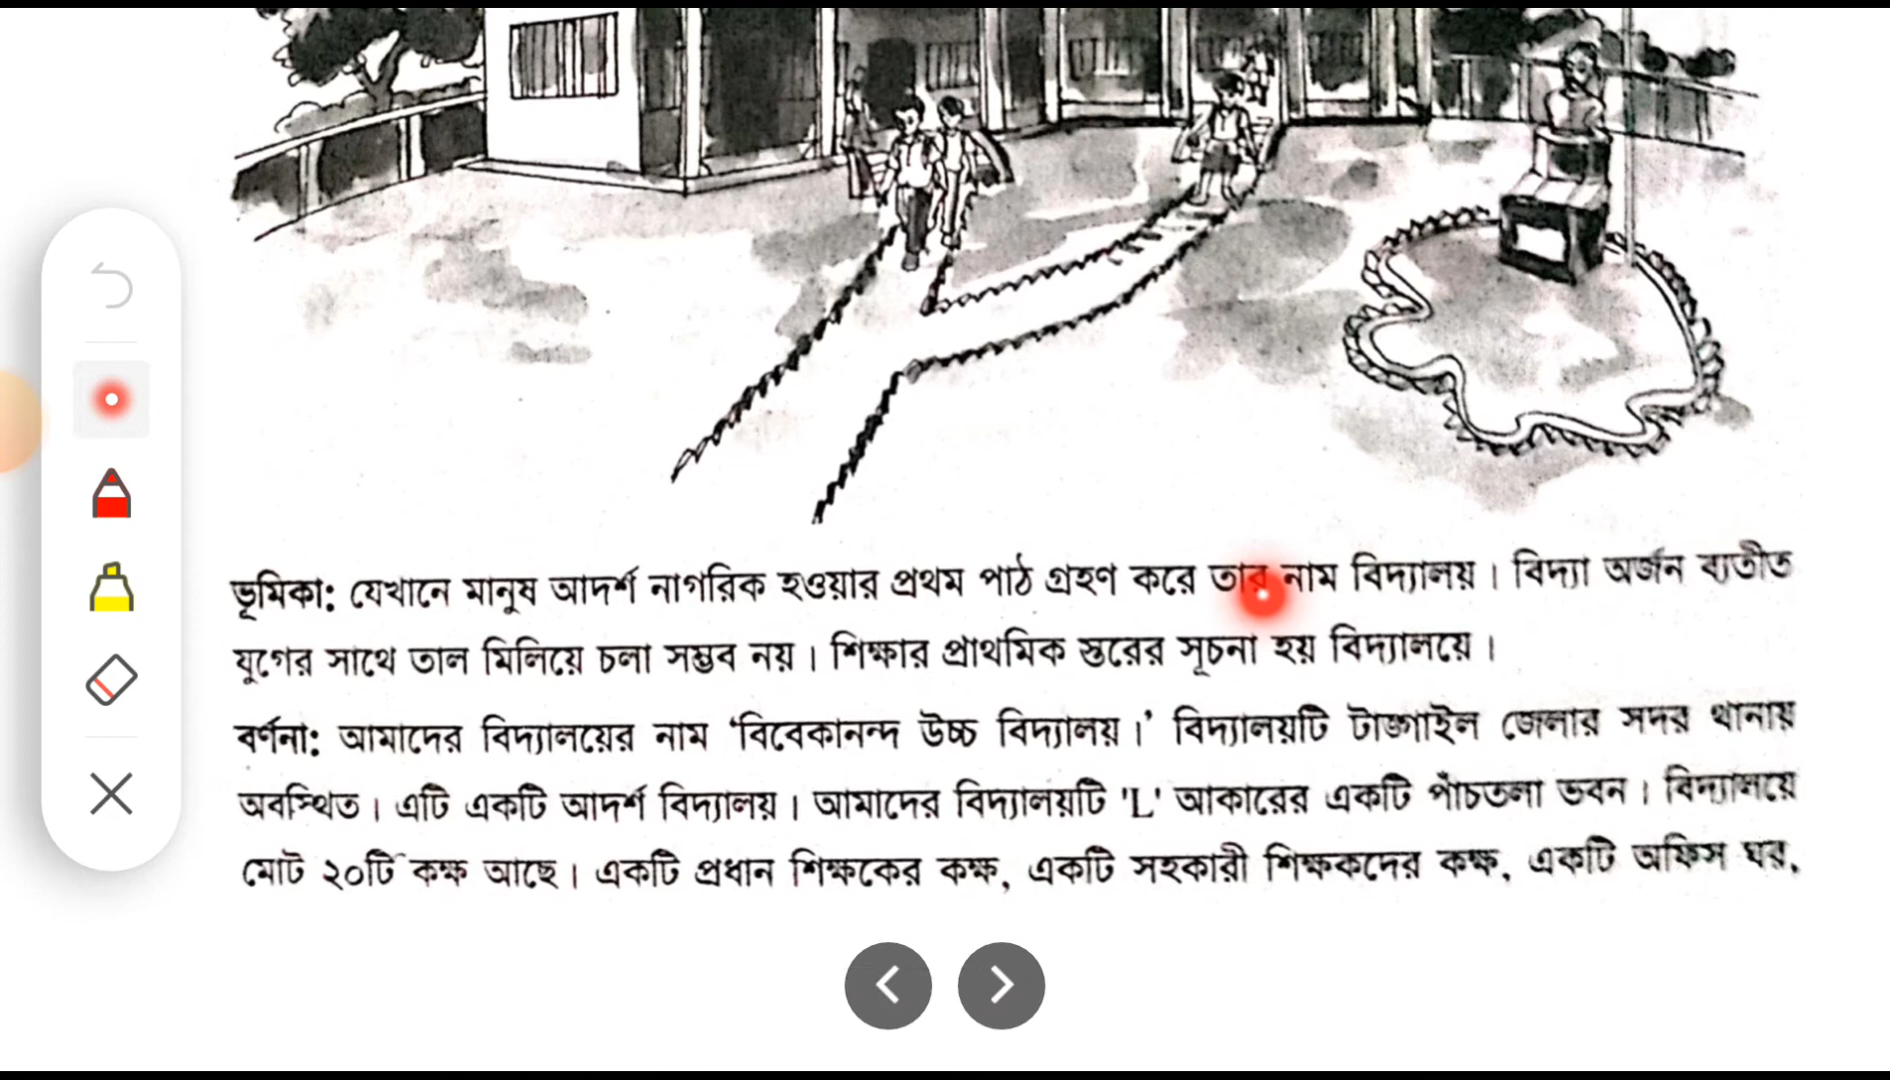 ভূমিকা: যেখানে মানুষ আদর্শ নাগরিক হওয়ার প্রথম পাঠ গ্রহণ করে তার নাম বিদ্যালয়। বিদ্যা অর্জন ব্যতীত
যুগের সাথে তাল মিলিয়ে চলা সম্ভব নয়। শিক্ষার প্রাথমিক স্তরের সূচনা হয় বিদ্যালয়ে।
বর্ণনা: আমাদের বিদ্যালয়ের নাম ‘বিবেকানন্দ উচ্চ বিদ্যালয়।’ বিদ্যালয়টি টাঙ্গাইল জেলার সদর থানায়
অবস্থিত। এটি একটি আদর্শ বিদ্যালয়। আমাদের বিদ্যালয়টি 'L' আকারের একটি পাঁচতলা ভবন। বিদ্যালয়ে
মোট ২০টি কক্ষ আছে। একটি প্রধান শিক্ষকের কক্ষ, একটি সহকারী শিক্ষকদের কক্ষ, একটি অফিস ঘর,